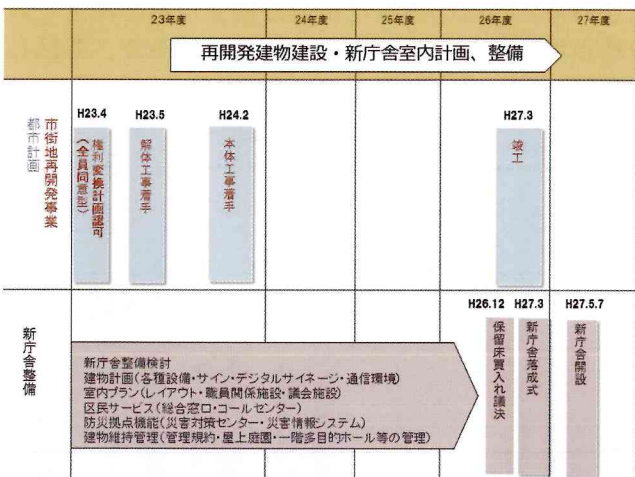 23年度
24年度
25年度
26年度
27年度
再開発建物建設・新庁舎室内計画、整備
都市計画
市街地再開発事業
H23.4
権利変換計画認可
(全員同意型)
H23.5
解体工事着手
H24.2
本体工事着手
H27.3
竣工
新庁舎整備
新庁舎整備検討
建物計画(各種設備・サイン・デジタルサイネージ・通信環境)
室内プラン(レイアウト・職員関係施設・議会施設)
区民サービス(総合窓口・コールセンター)
防災拠点機能(災害対策センター・災害情報システム)
建物維持管理(管理規約・屋上庭園・一階多目的ホール等の管理)
H26.12
保留床買入れ議決
H27.3
新庁舎落成式
H27.5.7
新庁舎開設